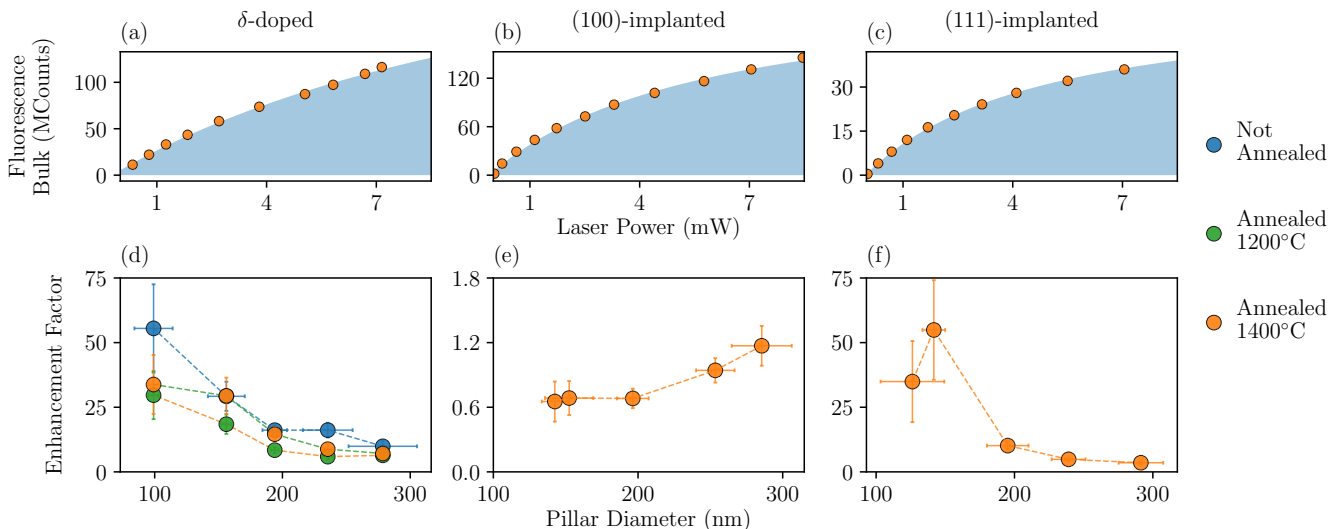 δ-doped
(100)-implanted
(111)-implanted
(a)
(b)
(c)
Fluorescence
Bulk (MCounts)
100
50
0
120
60
0
30
15
0
1 4 7
1 4 7
1 4 7
Laser Power (mW)
(d)
(e)
(f)
Enhancement Factor
75
50
25
0
1.8
1.2
0.6
0.0
75
50
25
0
100 200 300
100 200 300
100 200 300
Pillar Diameter (nm)
Not
Annealed
Annealed
1200°C
Annealed
1400°C